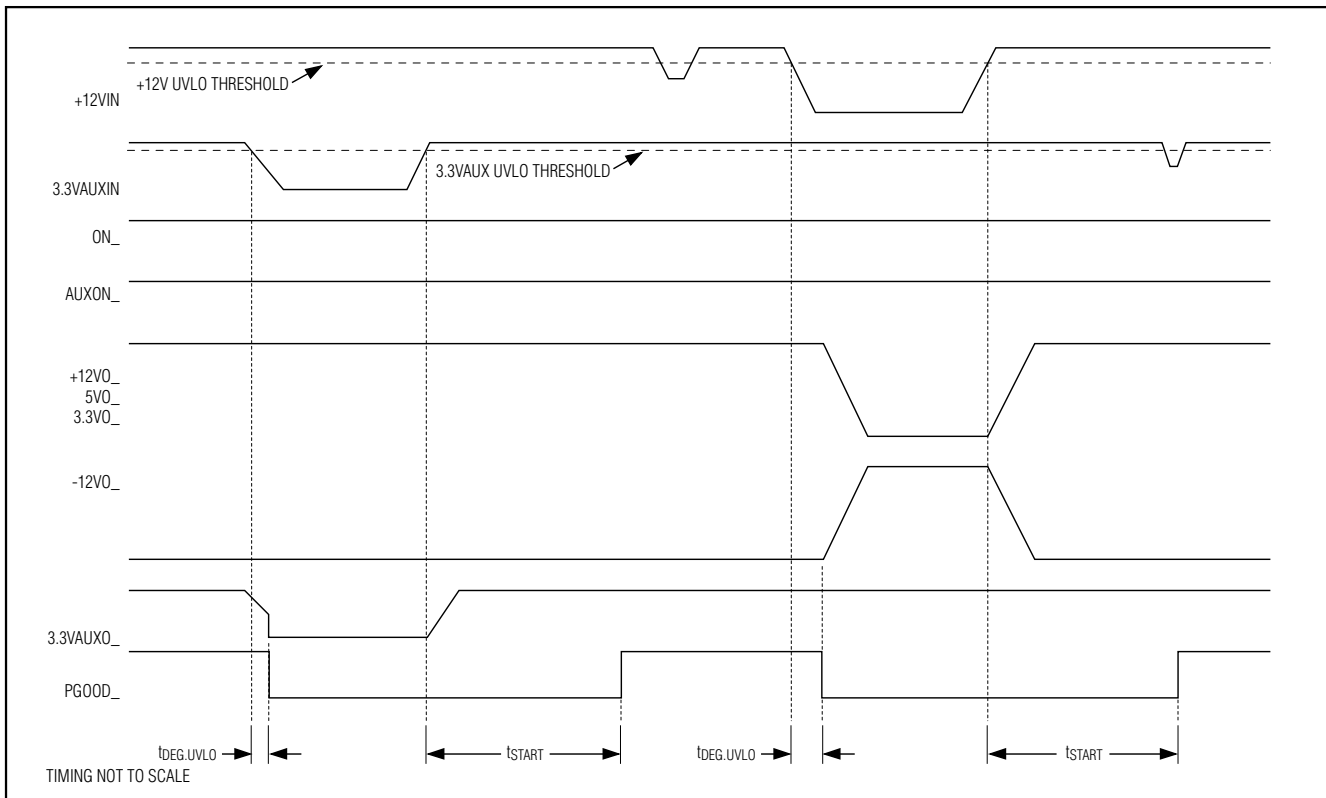 +12V UVLO THRESHOLD
+12VIN
3.3VAUX UVLO THRESHOLD
3.3VAUXIN
ON_
AUXON_
+12VO_
5VO_
3.3VO_
-12VO_
3.3VAUXO_
PGOOD_
tDEG.UVLO
tSTART
tDEG.UVLO
tSTART
TIMING NOT TO SCALE